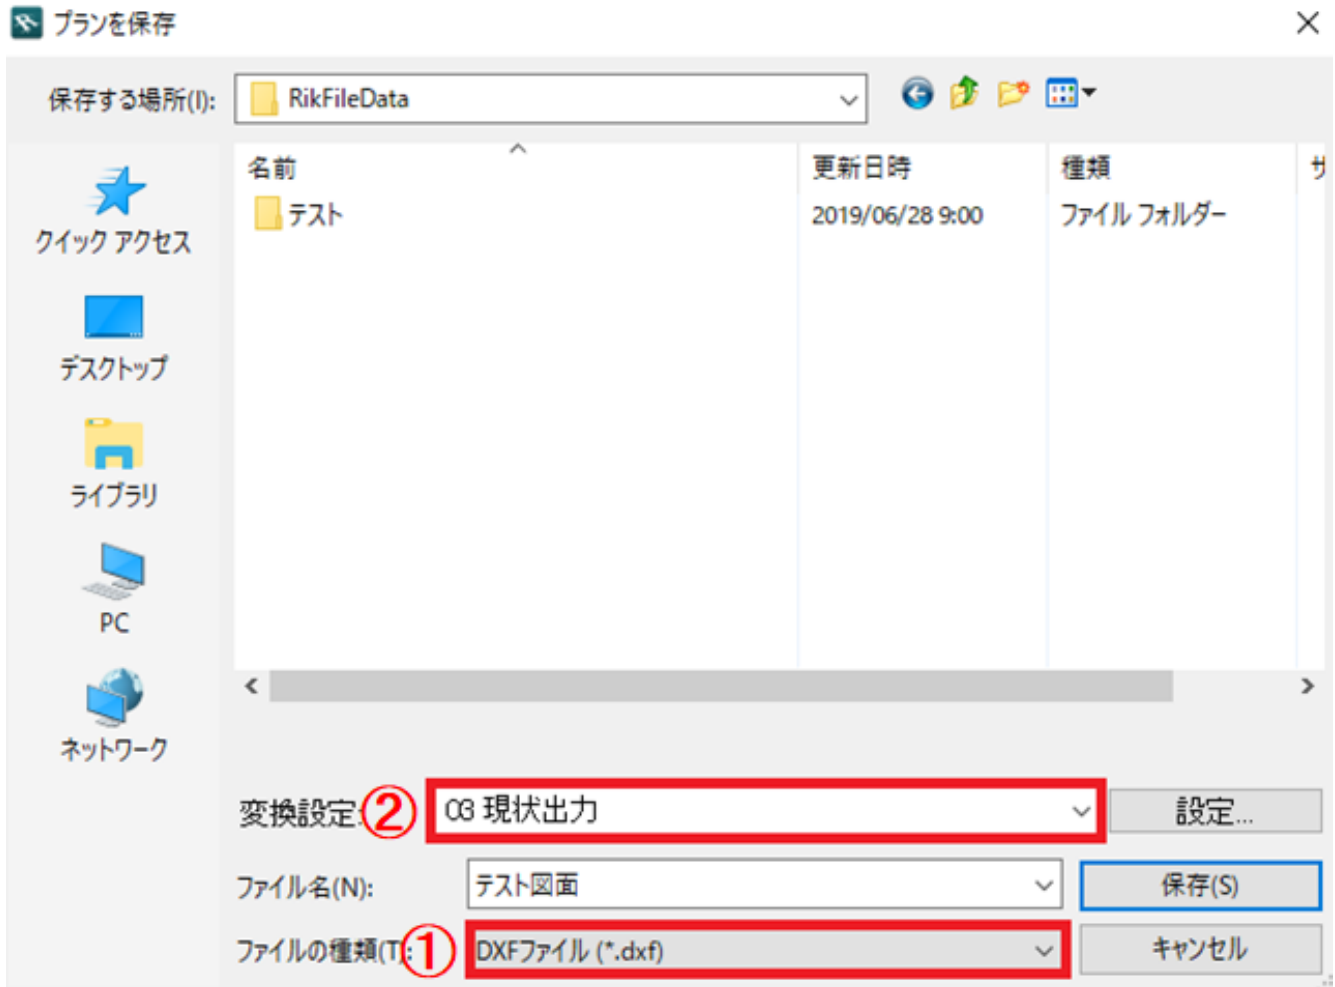 プランを保存
保存する場所(I): RikFileData
名前 更新日時 種類 サ
テスト 2019/06/28 9:00 ファイル フォルダー
クイック アクセス
デスクトップ
ライブラリ
PC
ネットワーク
変換設定: ② 03 現状出力 設定...
ファイル名(N): テスト図面 保存(S)
ファイルの種類(T): ① DXFファイル (*.dxf) キャンセル